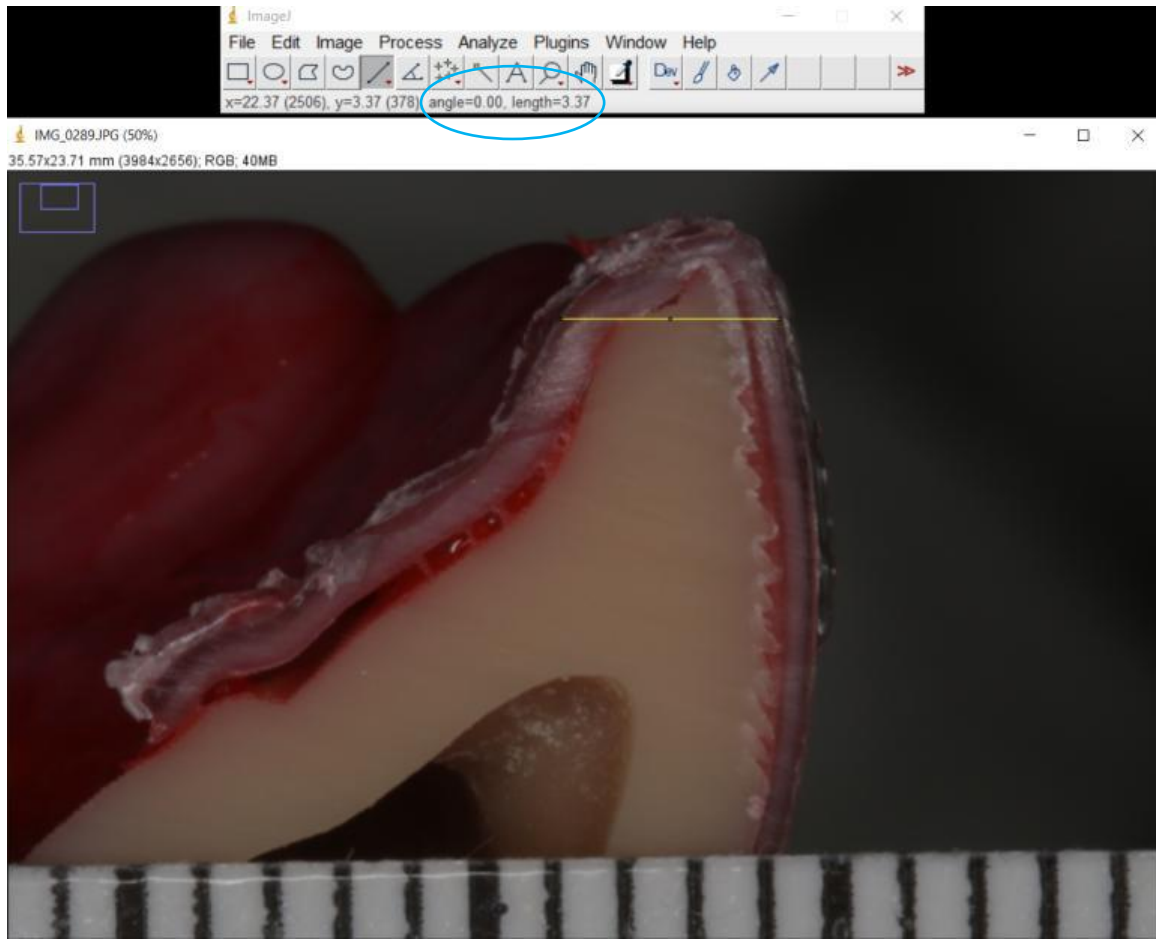 ImageJ
File Edit Image Process Analyze Plugins Window Help
A Dev
x=22.37 (2506), y=3.37 (378) angle=0.00, length=3.37
IMG_0289.JPG (50%)
35.57x23.71 mm (3984x2656); RGB; 40MB